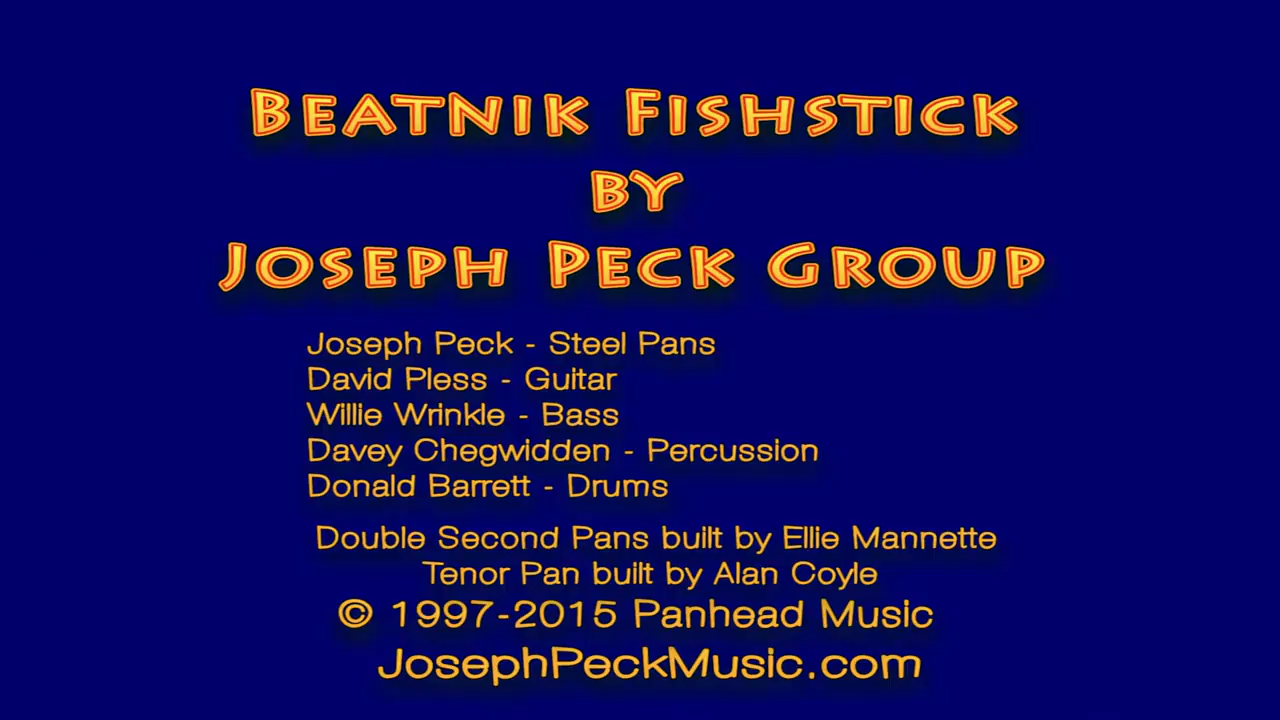 Beatnik Fishstick
by
Joseph Peck Group
Joseph Peck - Steel Pans
David Pless - Guitar
Willie Wrinkle - Bass
Davey Chegwidden - Percussion
Donald Barrett - Drums
Double Second Pans built by Ellie Mannette
Tenor Pan built by Alan Coyle
© 1997-2015 Panhead Music
JosephPeckMusic.com